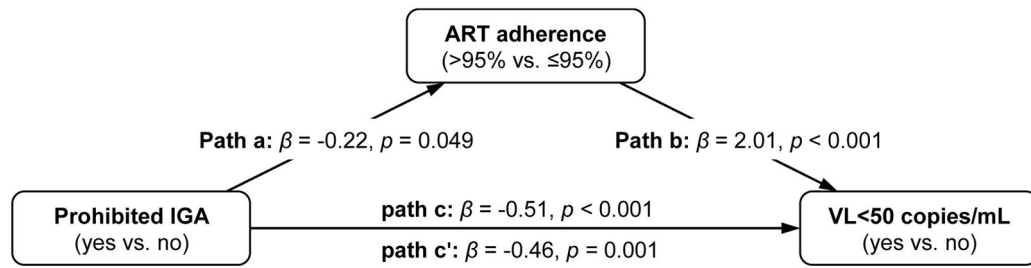 ART adherence
(>95% vs. ≤95%)
Path a: β = -0.22, p = 0.049
Path b: β = 2.01, p < 0.001
Prohibited IGA
(yes vs. no)
path c: β = -0.51, p < 0.001
path c': β = -0.46, p = 0.001
VL<50 copies/mL
(yes vs. no)